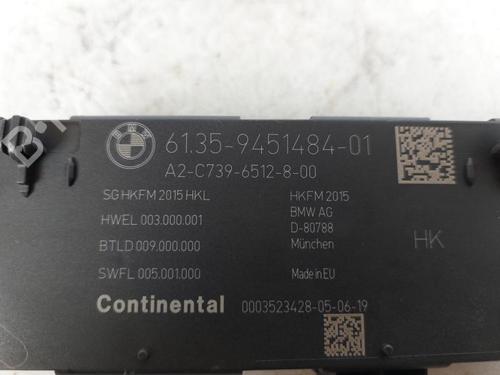 61.35-9451484-01
A2-C739-6512-8-00
SG HKFM 2015 HKL
HWEL 003.000.001
BTLD 009.000.000
SWFL 005.001.000
HKFM 2015
BMW AG
D-80788
München
Made in EU
HK
Continental 0003523428-05-06-19